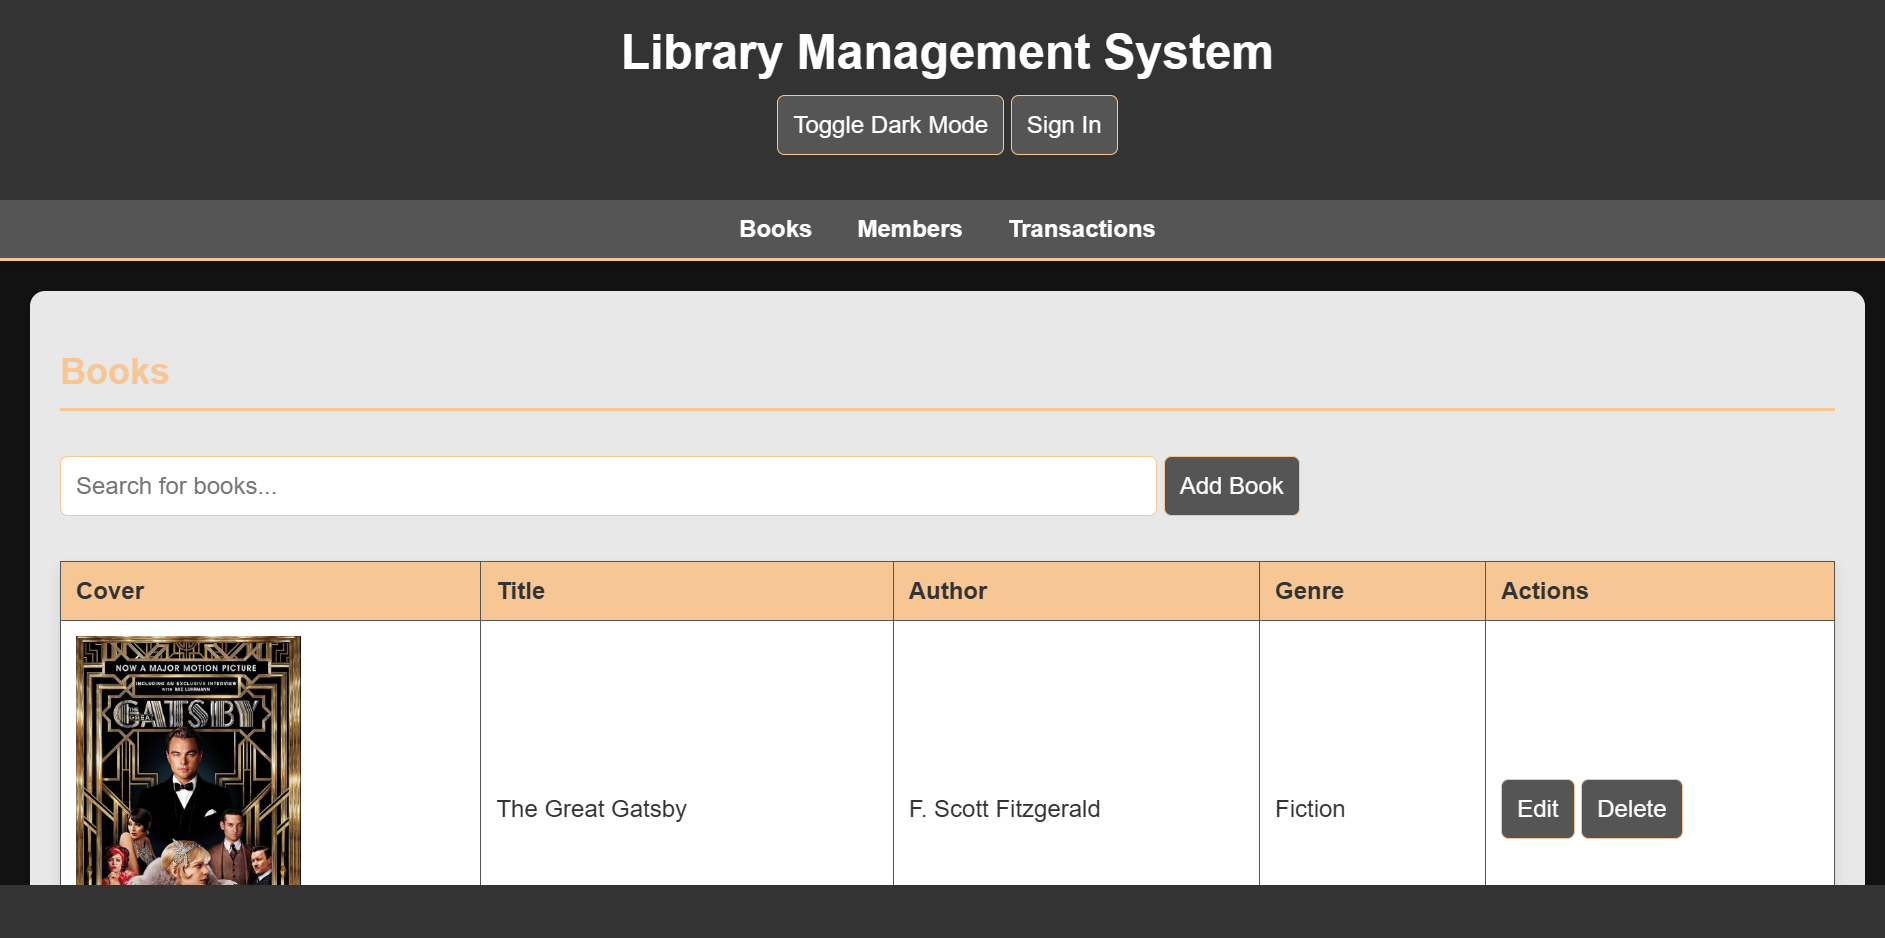 Library Management System
Toggle Dark Mode Sign In
Books Members Transactions
Books
Search for books...
Add Book
Cover Title Author Genre Actions
NOW A MAJOR MOTION PICTURE
INCLUDING AN EXCLUSIVE INTERVIEW
WITH BAZ LUHRMANN
THE GREAT
GATSBY
The Great Gatsby F. Scott Fitzgerald Fiction Edit Delete